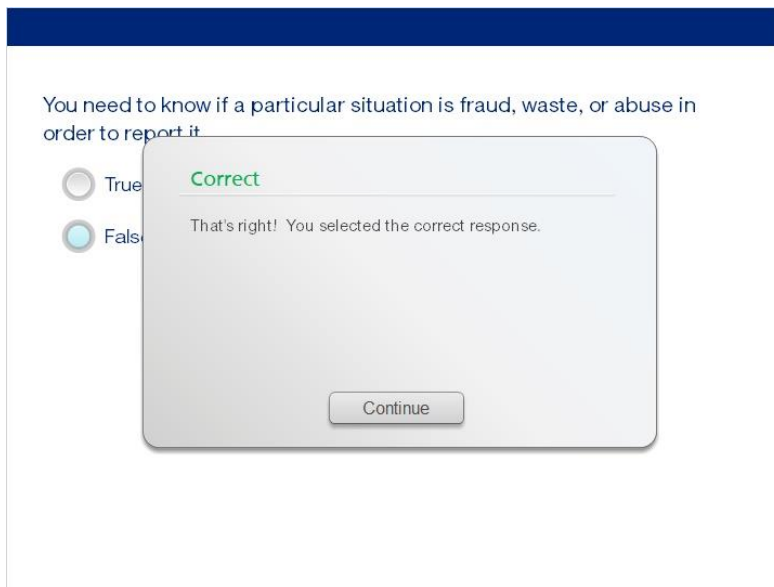 You need to know if a particular situation is fraud, waste, or abuse in
order to report it
True
Correct
That's right! You selected the correct response.
Continue